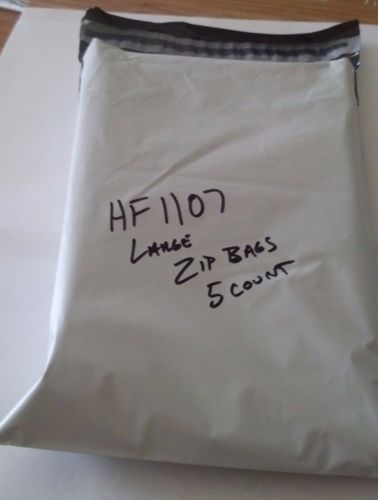 HF1107
LARGE
ZIP BAGS
5 COUNT